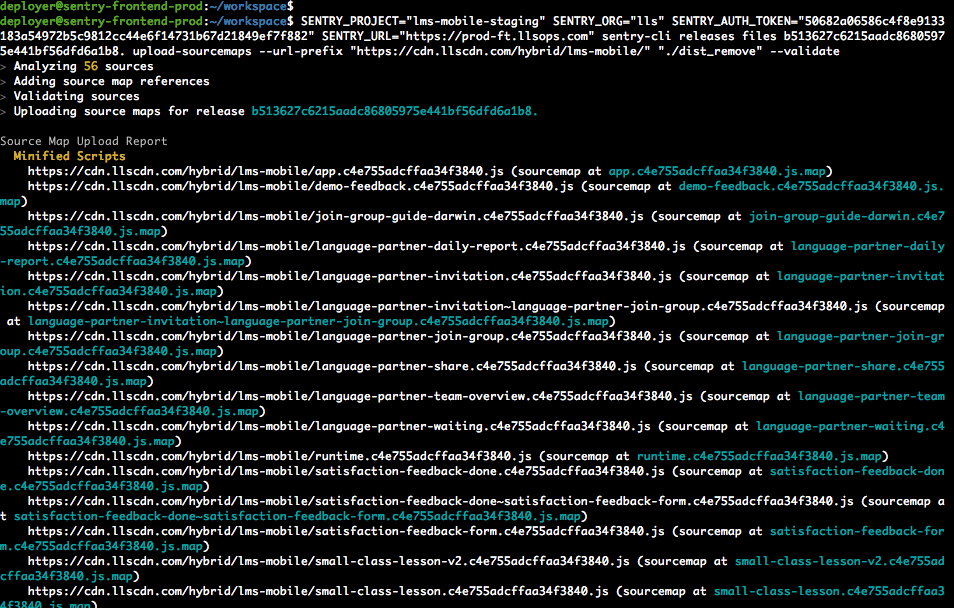 deployer@sentry-frontend-prod:~/workspace$
deployer@sentry-frontend-prod:~/workspace$ SENTRY_PROJECT="lms-mobile-staging" SENTRY_ORG="lls" SENTRY_AUTH_TOKEN="50682a06586c4f8e9133
183a54972b5c9812cc44e6f14731b67d21849ef7f882" SENTRY_URL="https://prod-ft.llsops.com" sentry-cli releases files b513627c6215aadc8680597
5e441bf56dfd6a1b8. upload-sourcemaps --url-prefix "https://cdn.llscdn.com/hybrid/lms-mobile/" "./dist_remove" --validate
> Analyzing 56 sources
> Adding source map references
> Validating sources
> Uploading source maps for release b513627c6215aadc86805975e441bf56dfd6a1b8.
Source Map Upload Report
Minified Scripts
https://cdn.llscdn.com/hybrid/lms-mobile/app.c4e755adcffaa34f3840.js (sourcemap at app.c4e755adcffaa34f3840.js.map)
https://cdn.llscdn.com/hybrid/lms-mobile/demo-feedback.c4e755adcffaa34f3840.js (sourcemap at demo-feedback.c4e755adcffaa34f3840.js.
map)
https://cdn.llscdn.com/hybrid/lms-mobile/join-group-guide-darwin.c4e755adcffaa34f3840.js (sourcemap at join-group-guide-darwin.c4e7
55adcffaa34f3840.js.map)
https://cdn.llscdn.com/hybrid/lms-mobile/language-partner-daily-report.c4e755adcffaa34f3840.js (sourcemap at language-partner-daily
-report.c4e755adcffaa34f3840.js.map)
https://cdn.llscdn.com/hybrid/lms-mobile/language-partner-invitation.c4e755adcffaa34f3840.js (sourcemap at language-partner-invitat
ion.c4e755adcffaa34f3840.js.map)
https://cdn.llscdn.com/hybrid/lms-mobile/language-partner-invitation~language-partner-join-group.c4e755adcffaa34f3840.js (sourcemap
at language-partner-invitation~language-partner-join-group.c4e755adcffaa34f3840.js.map)
https://cdn.llscdn.com/hybrid/lms-mobile/language-partner-join-group.c4e755adcffaa34f3840.js (sourcemap at language-partner-join-gr
oup.c4e755adcffaa34f3840.js.map)
https://cdn.llscdn.com/hybrid/lms-mobile/language-partner-share.c4e755adcffaa34f3840.js (sourcemap at language-partner-share.c4e755
adcffaa34f3840.js.map)
https://cdn.llscdn.com/hybrid/lms-mobile/language-partner-team-overview.c4e755adcffaa34f3840.js (sourcemap at language-partner-team
-overview.c4e755adcffaa34f3840.js.map)
https://cdn.llscdn.com/hybrid/lms-mobile/language-partner-waiting.c4e755adcffaa34f3840.js (sourcemap at language-partner-waiting.c4
e755adcffaa34f3840.js.map)
https://cdn.llscdn.com/hybrid/lms-mobile/runtime.c4e755adcffaa34f3840.js (sourcemap at runtime.c4e755adcffaa34f3840.js.map)
https://cdn.llscdn.com/hybrid/lms-mobile/satisfaction-feedback-done.c4e755adcffaa34f3840.js (sourcemap at satisfaction-feedback-don
e.c4e755adcffaa34f3840.js.map)
https://cdn.llscdn.com/hybrid/lms-mobile/satisfaction-feedback-done~satisfaction-feedback-form.c4e755adcffaa34f3840.js (sourcemap a
t satisfaction-feedback-done~satisfaction-feedback-form.c4e755adcffaa34f3840.js.map)
https://cdn.llscdn.com/hybrid/lms-mobile/satisfaction-feedback-form.c4e755adcffaa34f3840.js (sourcemap at satisfaction-feedback-for
m.c4e755adcffaa34f3840.js.map)
https://cdn.llscdn.com/hybrid/lms-mobile/small-class-lesson-v2.c4e755adcffaa34f3840.js (sourcemap at small-class-lesson-v2.c4e755ad
cffaa34f3840.js.map)
https://cdn.llscdn.com/hybrid/lms-mobile/small-class-lesson.c4e755adcffaa34f3840.js (sourcemap at small-class-lesson.c4e755adcffaa3
4f3840.js.map)